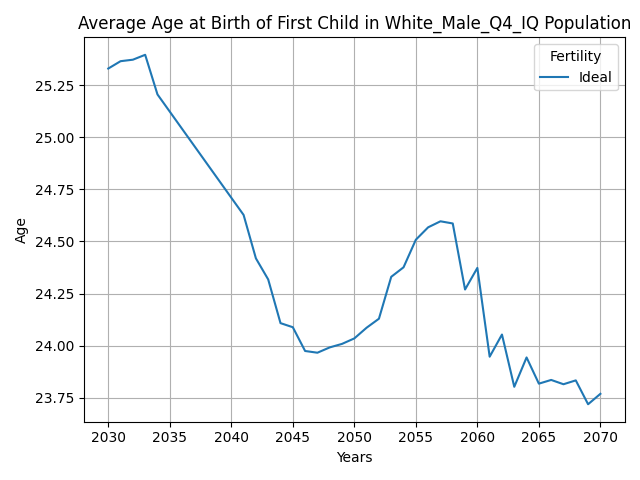 Average Age at Birth of First Child in White_Male_Q4_IQ Population
Fertility
Ideal
25.25
25.00
24.75
24.50
24.25
24.00
23.75
Age
2030 2035 2040 2045 2050 2055 2060 2065 2070
Years